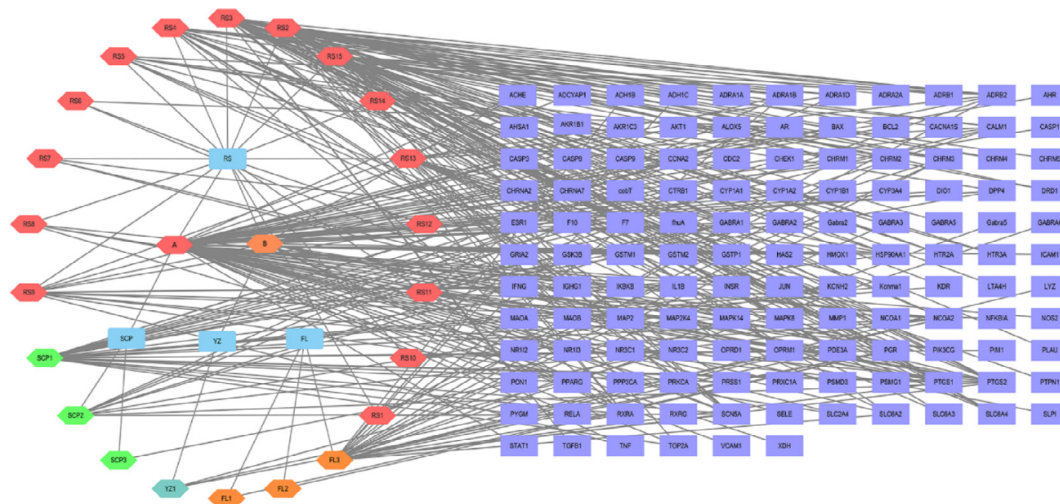 RS3
RS4
RS2
RS5
RS15
RS6
RS14
RS7
RS
RS13
RS8
A
B
RS12
RS9
RS11
SCP
YZ
FL
SCP1
RS10
SCP2
RS1
SCP3
FL3
YZ1
FL1
FL2
ACHE ADCYAP1 ADH1B ADH1C ADRA1A ADRA1B ADRA1D ADRA2A ADRB1 ADRB2 AHR
AHSA1 AKR1B1 AKR1C3 AKT1 ALOX5 AR BAX BCL2 CACNA1S CALM1 CASP1
CASP3 CASP8 CASP9 CCNA2 CDC2 CHEK1 CHRM1 CHRM2 CHRM3 CHRM4 CHRM5
CHRNA2 CHRNA7 cobT CTRB1 CYP1A1 CYP1A2 CYP1B1 CYP3A4 DIO1 DPP4 DRD1
ESR1 F10 F7 fhuA GABRA1 GABRA2 Gabra2 GABRA3 GABRA5 Gabra5 GABRA6
GRIA2 GSK3B GSTM1 GSTM2 GSTP1 HAS2 HMOX1 HSP90AA1 HTR2A HTR3A ICAM1
IFNG IGHG1 IKBKB IL1B INSR JUN KCNH2 Kcnma1 KDR LTA4H LYZ
MAOA MAOB MAP2 MAP2K4 MAPK14 MAPK8 MMP1 NCOA1 NCOA2 NFKBIA NOS2
NR1I2 NR1I3 NR3C1 NR3C2 OPRD1 OPRM1 PDE3A PGR PIK3CG PIM1 PLAU
PON1 PPARG PPP3CA PRKCA PRSS1 PRXC1A PSMD3 PSMG1 PTGS1 PTGS2 PTPN1
PYGM RELA RXRA RXRG SCN5A SELE SLC2A4 SLC6A2 SLC6A3 SLC6A4 SLPI
STAT1 TGFB1 TNF TOP2A VCAM1 XDH